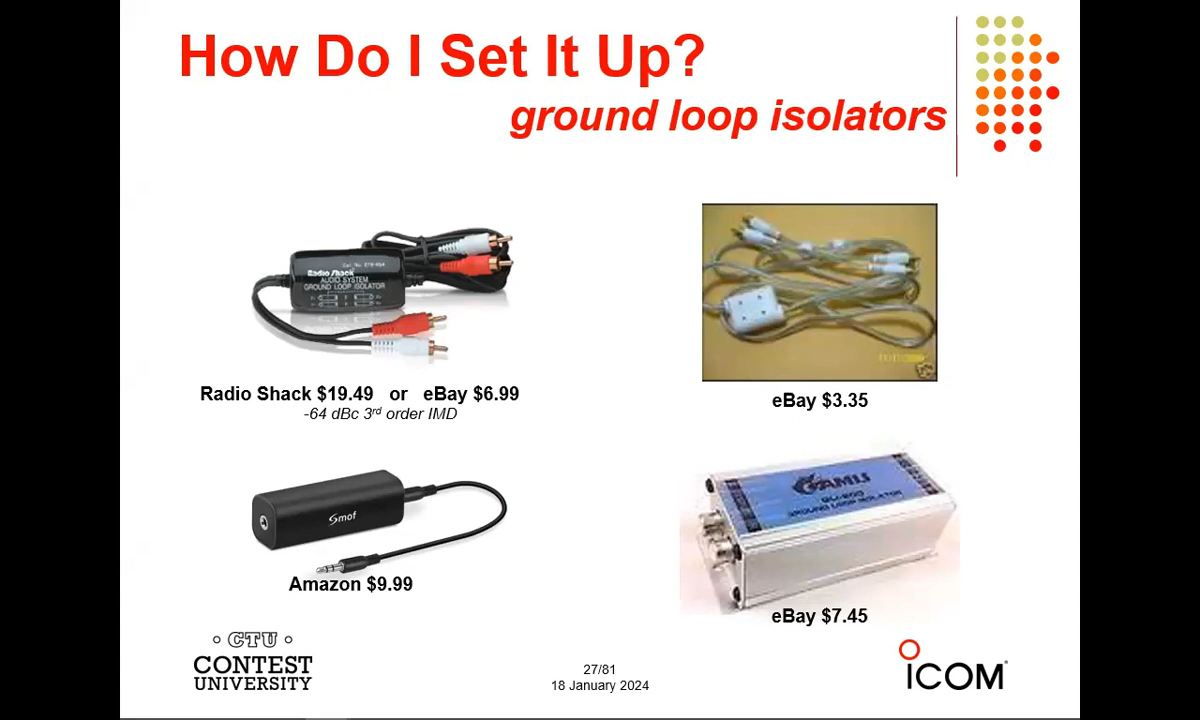 How Do I Set It Up?
ground loop isolators
Radio Shack
AUDIO SYSTEM
GROUND LOOP ISOLATOR
Radio Shack $19.49 or eBay $6.99
-64 dBc 3rd order IMD
eBay $3.35
Smof
Amazon $9.99
GROUND LOOP ISOLATOR
eBay $7.45
CTU
CONTEST
UNIVERSITY
27/81
18 January 2024
ICOM